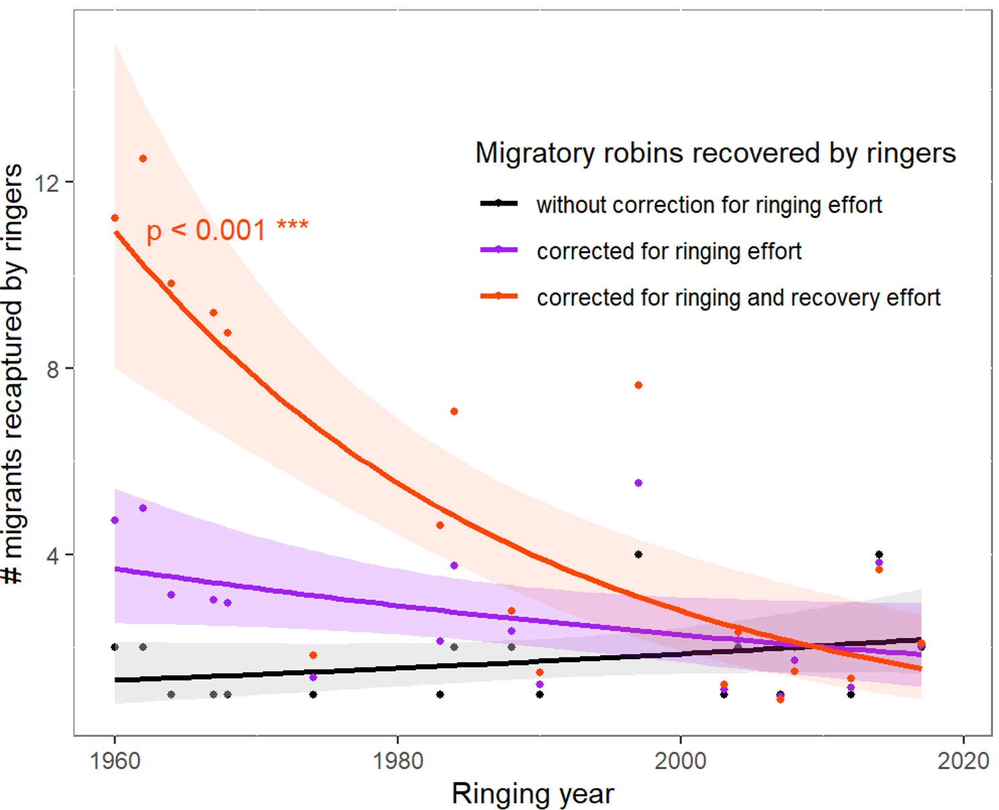 # migrants recaptured by ringers
12
8
4
p < 0.001 ***
Migratory robins recovered by ringers
without correction for ringing effort
corrected for ringing effort
corrected for ringing and recovery effort
1960
1980
2000
2020
Ringing year